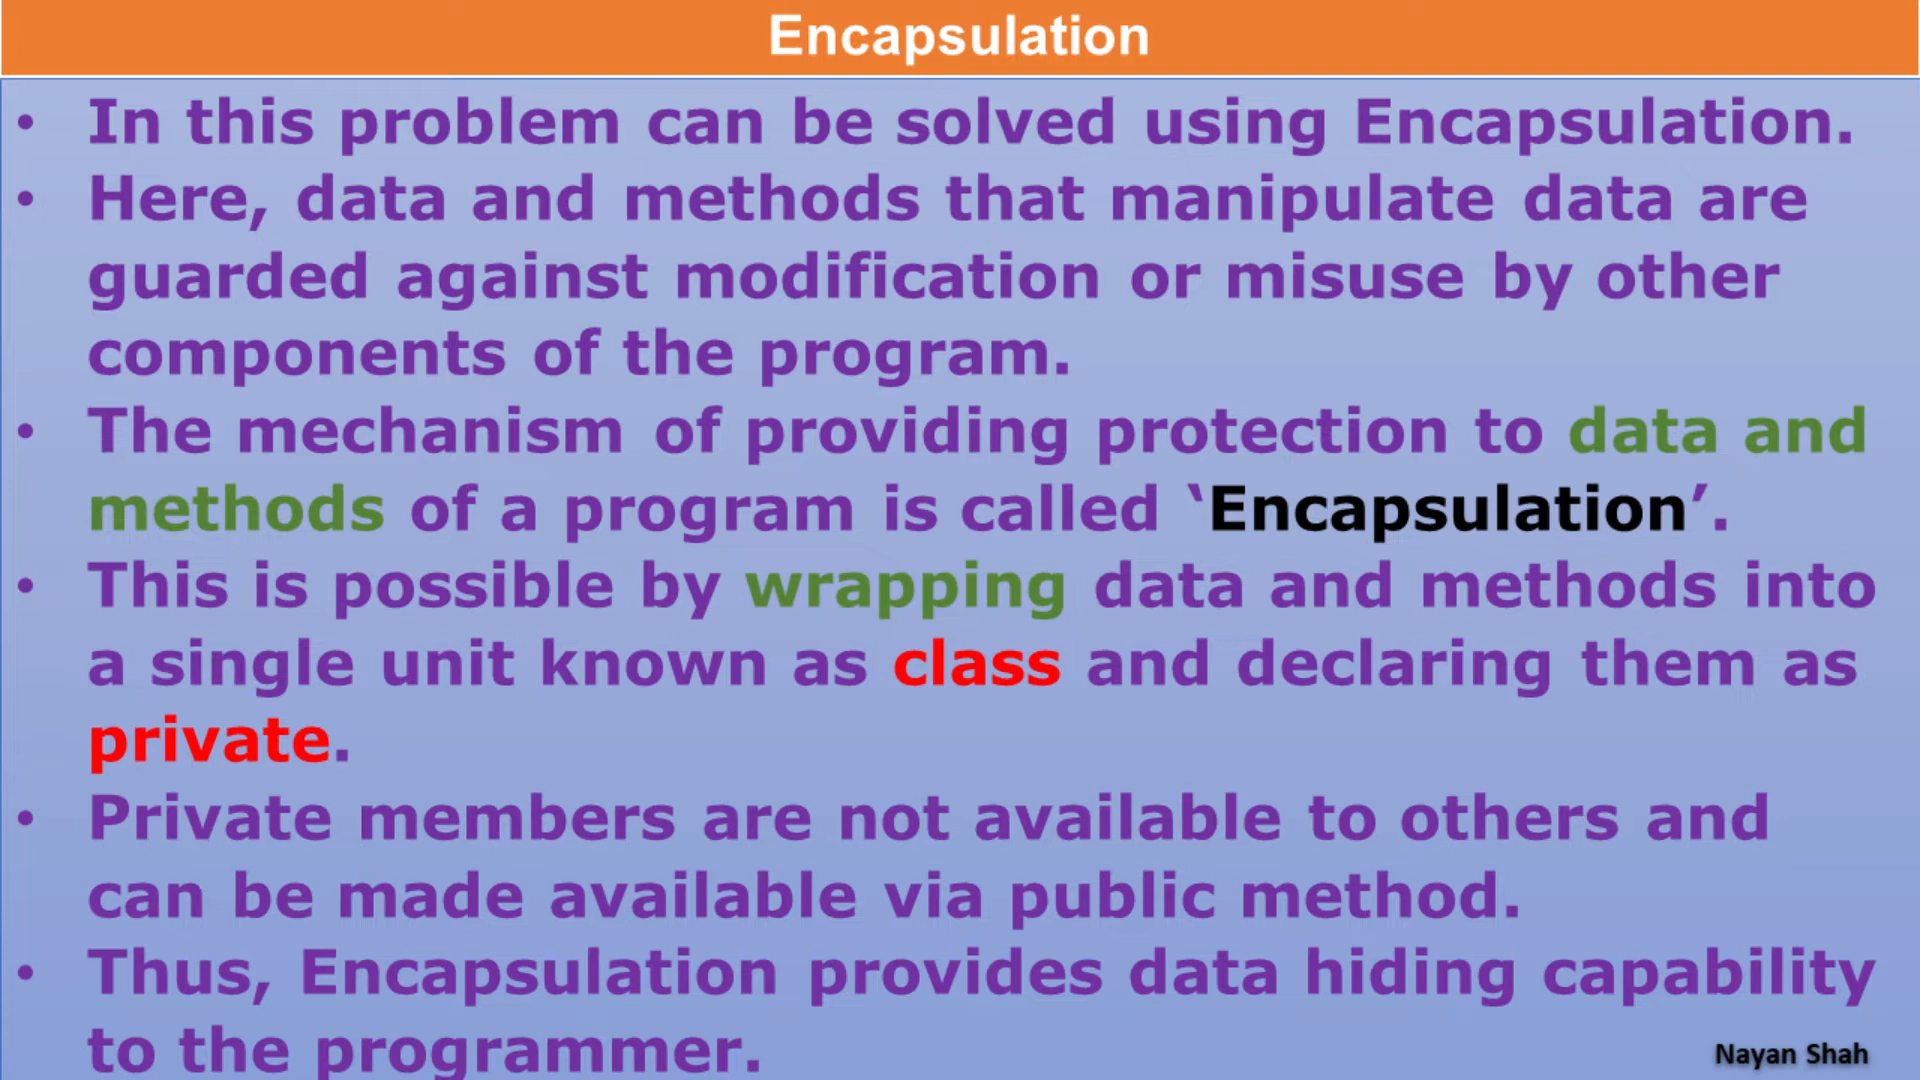 Encapsulation
• In this problem can be solved using Encapsulation.
• Here, data and methods that manipulate data are
guarded against modification or misuse by other
components of the program.
• The mechanism of providing protection to data and
methods of a program is called ‘Encapsulation’.
• This is possible by wrapping data and methods into
a single unit known as class and declaring them as
private.
• Private members are not available to others and
can be made available via public method.
• Thus, Encapsulation provides data hiding capability
to the programmer.
Nayan Shah